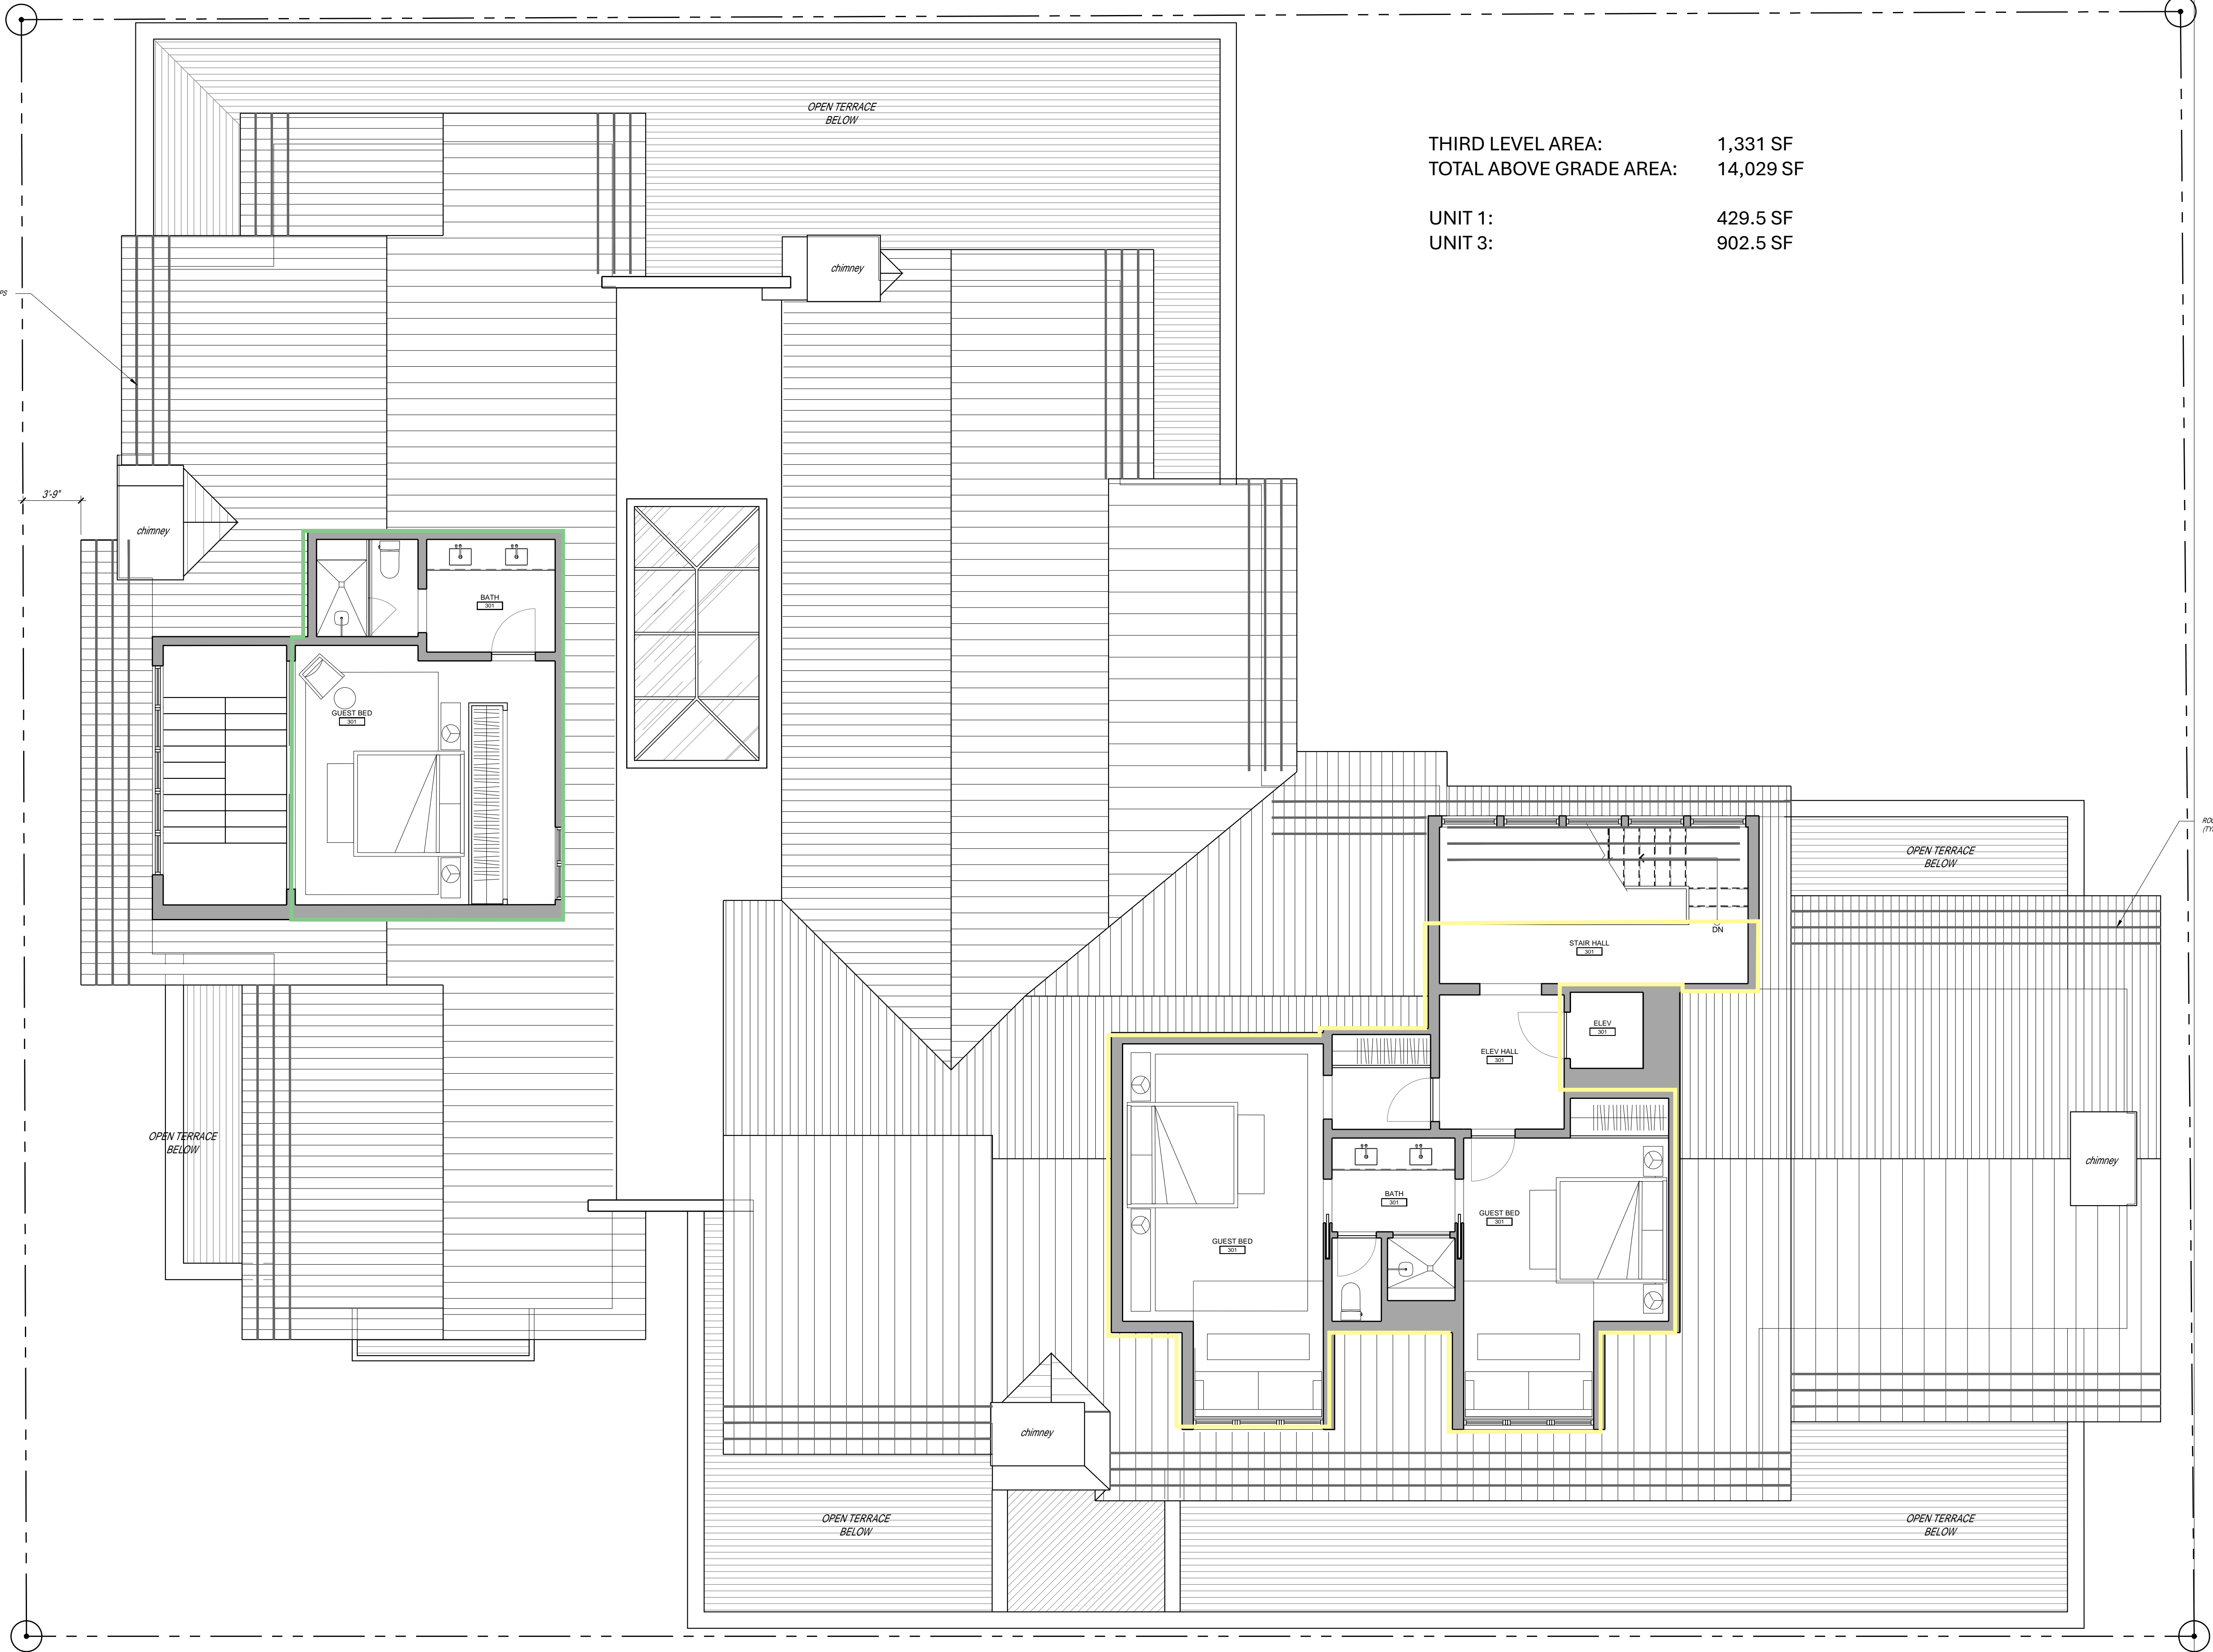 OPEN TERRACE
BELOW
THIRD LEVEL AREA: 1,331 SF
TOTAL ABOVE GRADE AREA: 14,029 SF
UNIT 1: 429.5 SF
UNIT 3: 902.5 SF
chimney
3'-9"
chimney
BATH
301
GUEST BED
301
OPEN TERRACE
BELOW
DN
STAIR HALL
301
ELEV
301
ELEV HALL
301
OPEN TERRACE
BELOW
chimney
BATH
301
GUEST BED
301
GUEST BED
301
chimney
OPEN TERRACE
BELOW
OPEN TERRACE
BELOW